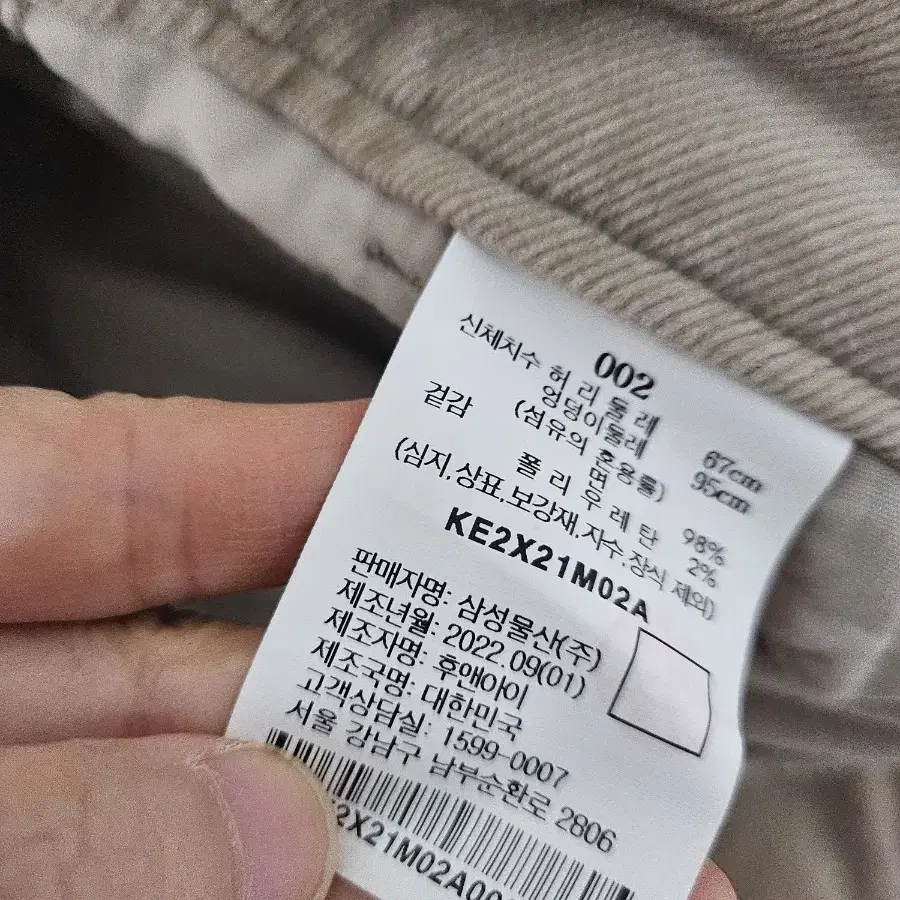 002
신체치수 허 리 둘 레 67cm
엉덩이둘레 95cm
겉감 (섬유의 혼용률)
면 98%
폴 리 우 레 탄 2%
(심지,상표,보강재,자수,장식 제외)
KE2X21M02A
판매자명: 삼성물산(주)
제조년월: 2022.09(01)
제조자명: 후앤아이
제조국명: 대한민국
고객상담실: 1599-0007
서울 강남구 남부순환로 2806
2X21M02A00